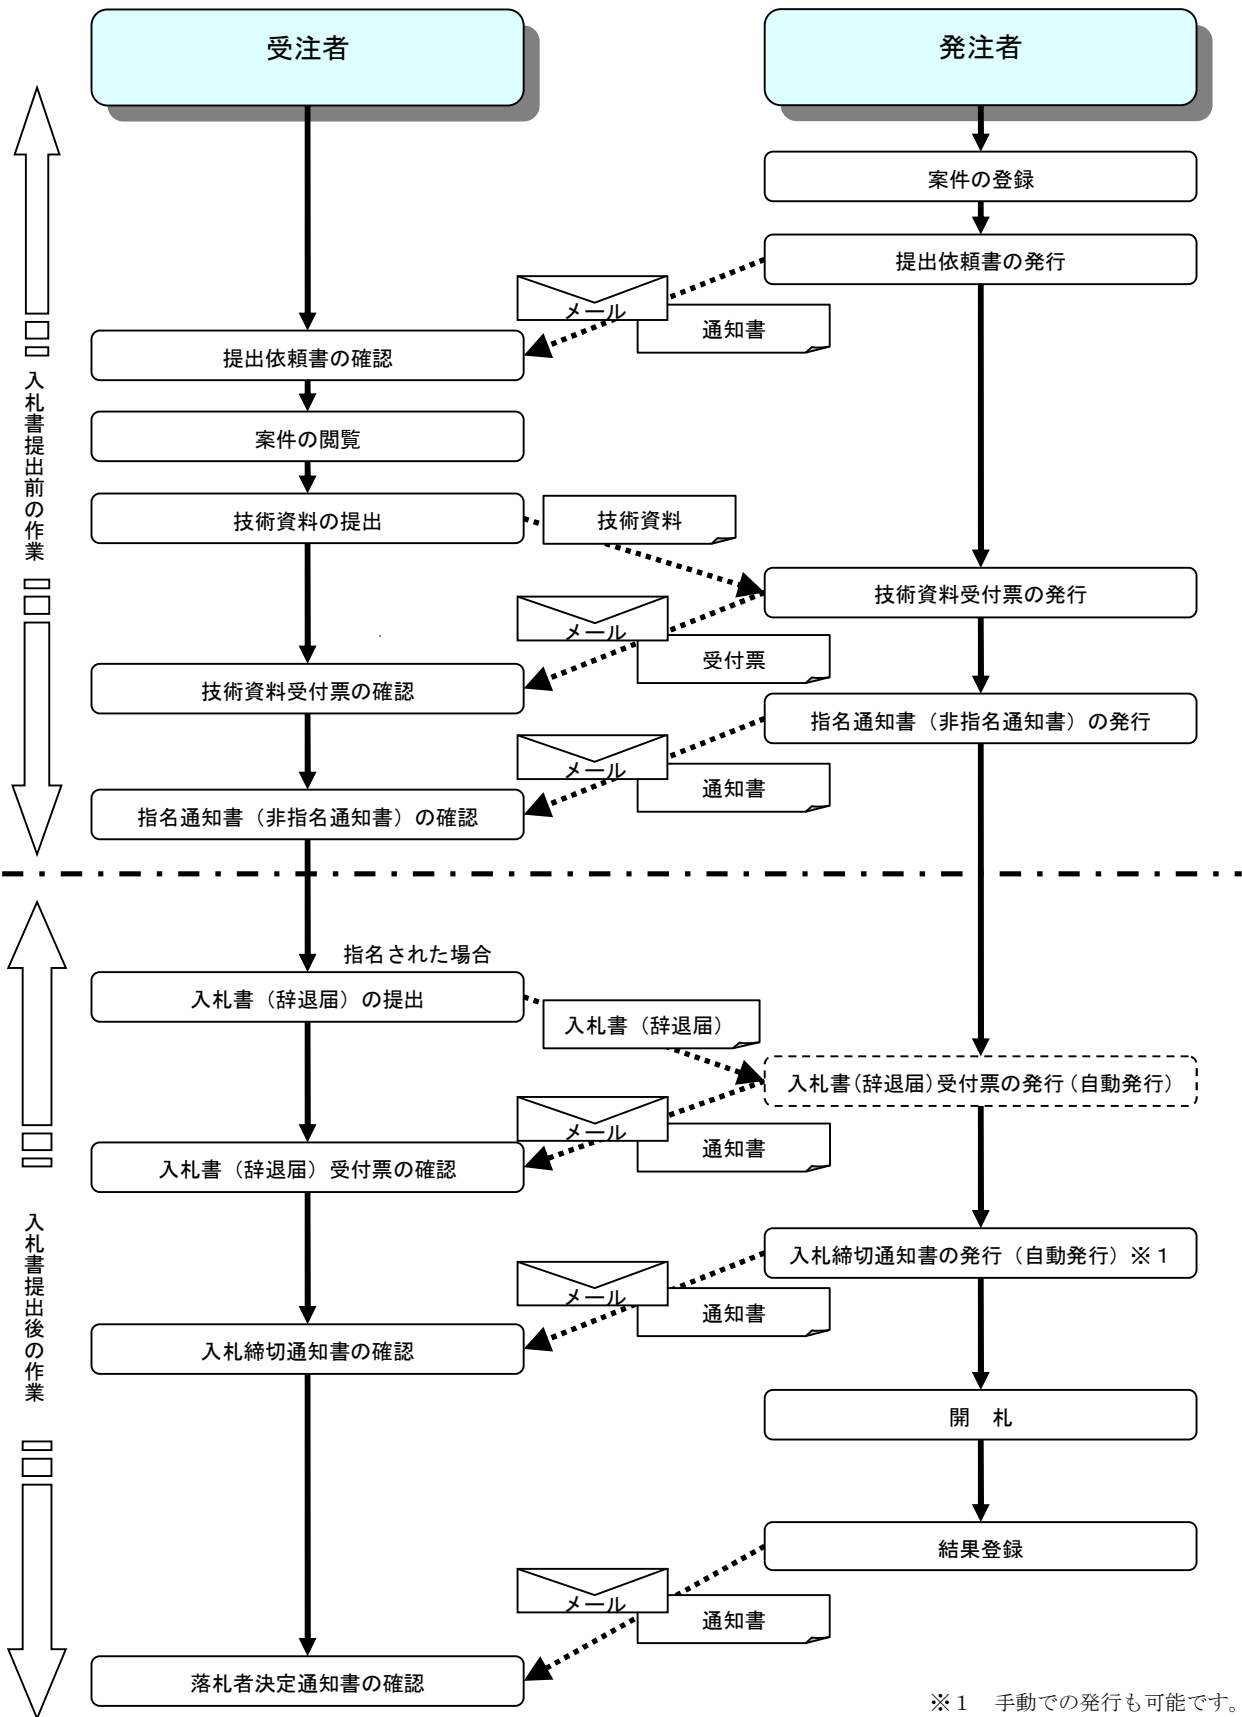 受注者
発注者
案件の登録
提出依頼書の発行
メール
通知書
提出依頼書の確認
案件の閲覧
技術資料の提出
技術資料
技術資料受付票の発行
メール
受付票
技術資料受付票の確認
指名通知書（非指名通知書）の発行
メール
通知書
指名通知書（非指名通知書）の確認
入札書提出前の作業
指名された場合
入札書（辞退届）の提出
入札書（辞退届）
入札書（辞退届）受付票の発行（自動発行）
メール
通知書
入札書（辞退届）受付票の確認
入札締切通知書の発行（自動発行）※１
メール
通知書
入札締切通知書の確認
開　札
結果登録
メール
通知書
落札者決定通知書の確認
入札書提出後の作業
※１　手動での発行も可能です。